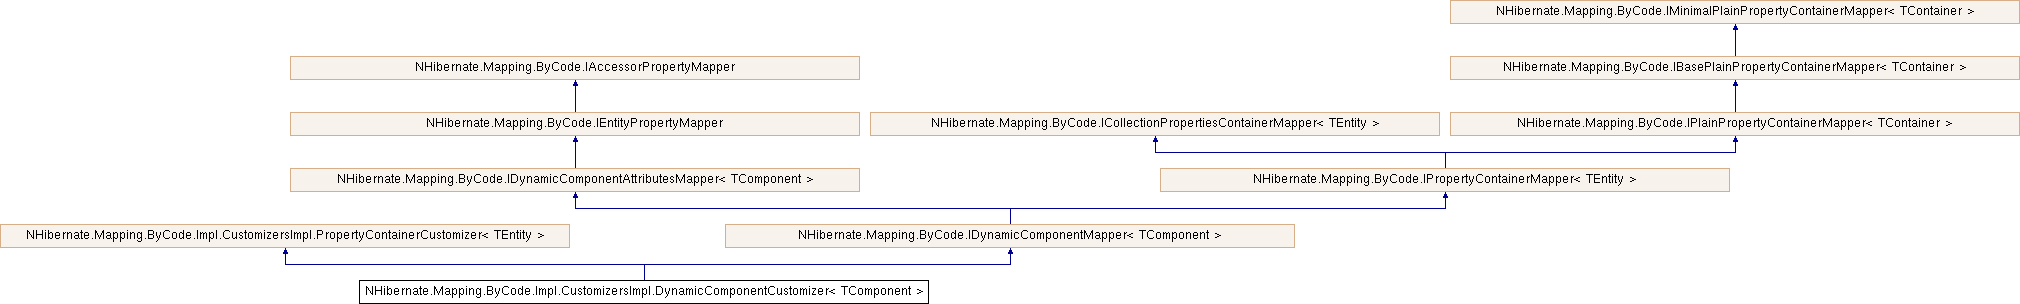 NHibernate.Mapping.ByCode.IMinimalPlainPropertyContainerMapper< TContainer >
NHibernate.Mapping.ByCode.IAccessorPropertyMapper
NHibernate.Mapping.ByCode.IBasePlainPropertyContainerMapper< TContainer >
NHibernate.Mapping.ByCode.IEntityPropertyMapper
NHibernate.Mapping.ByCode.ICollectionPropertiesContainerMapper< TEntity >
NHibernate.Mapping.ByCode.IPlainPropertyContainerMapper< TContainer >
NHibernate.Mapping.ByCode.IDynamicComponentAttributesMapper< TComponent >
NHibernate.Mapping.ByCode.IPropertyContainerMapper< TEntity >
NHibernate.Mapping.ByCode.Impl.CustomizersImpl.PropertyContainerCustomizer< TEntity >
NHibernate.Mapping.ByCode.IDynamicComponentMapper< TComponent >
NHibernate.Mapping.ByCode.Impl.CustomizersImpl.DynamicComponentCustomizer< TComponent >